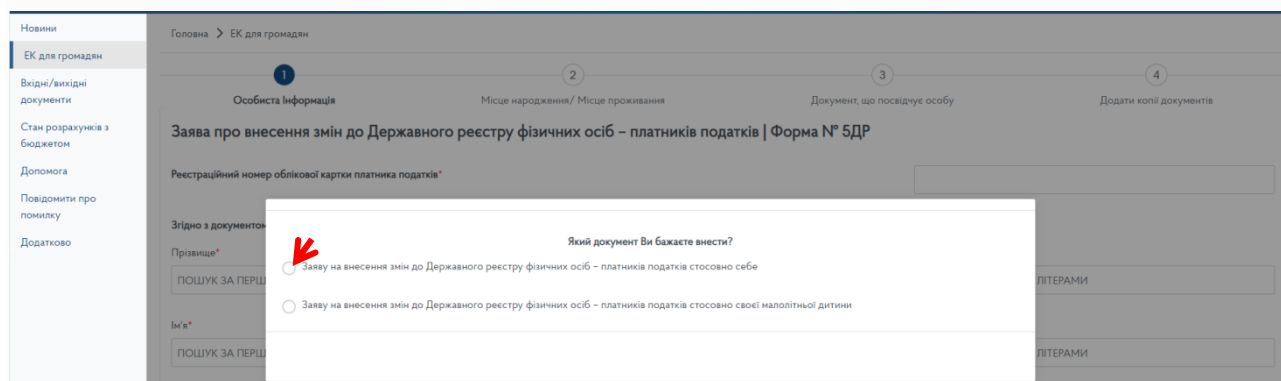 Новини
ЕК для громадян
Вхідні/вихідні
документи
Стан розрахунків з
бюджетом
Допомога
Повідомити про
помилку
Додатково
Головна > ЕК для громадян
1
Особиста Інформація
2
Місце народження/ Місце проживання
3
Документ, що посвідчує особу
4
Додати копії документів
Заява про внесення змін до Державного реєстру фізичних осіб – платників податків | Форма № 5ДР
Реєстраційний номер облікової картки платника податків*
Згідно з документом
Прізвище*
ПОШУК ЗА ПЕРШ
ЛІТЕРАМИ
Ім'я*
ПОШУК ЗА ПЕРШ
ЛІТЕРАМИ
Який документ Ви бажаєте внести?
Заяву на внесення змін до Державного реєстру фізичних осіб – платників податків стосовно себе
Заяву на внесення змін до Державного реєстру фізичних осіб – платників податків стосовно своєї малолітньої дитини